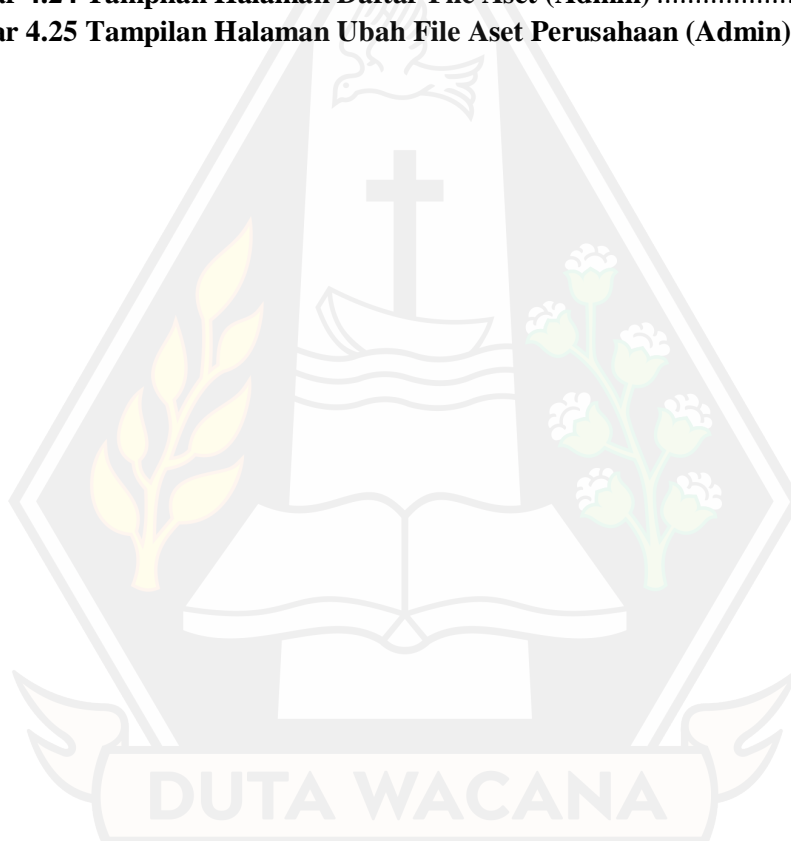 ar 4.24 Tampilan Halaman Daftar File Aset (Admin) ..................
ar 4.25 Tampilan Halaman Ubah File Aset Perusahaan (Admin)
DUTA WACANA